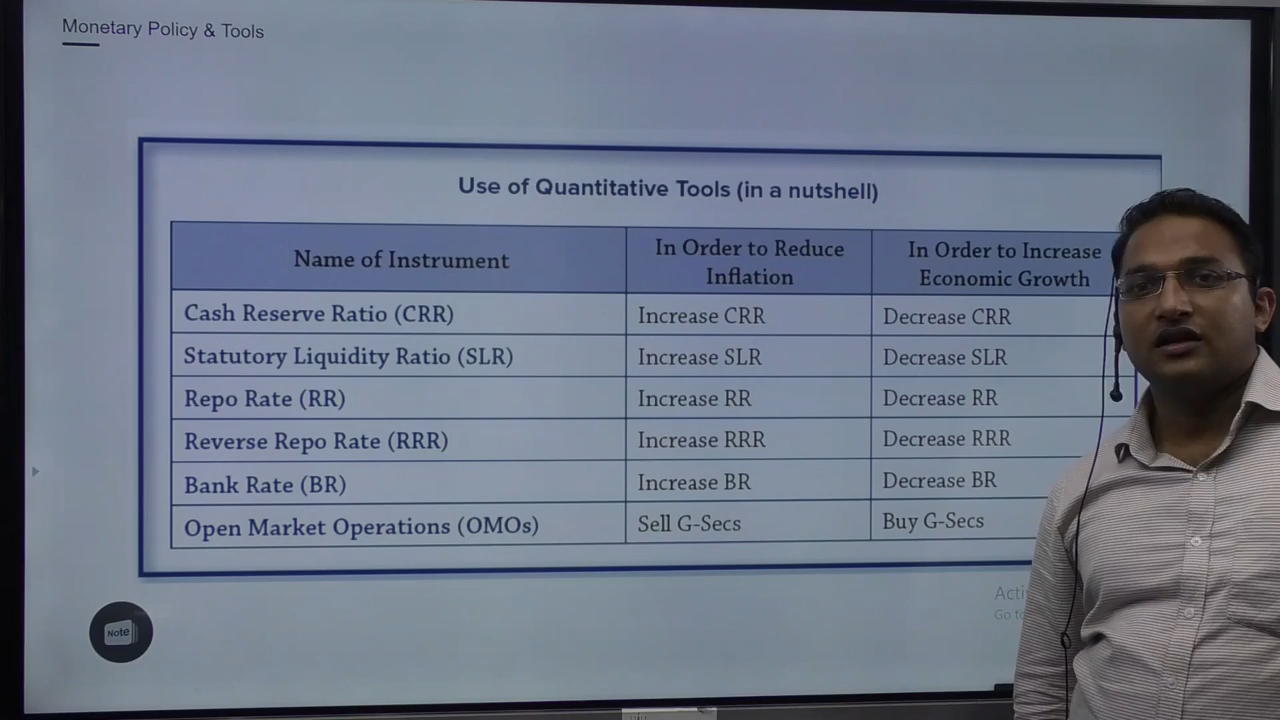 Monetary Policy & Tools
Use of Quantitative Tools (in a nutshell)
Name of Instrument
In Order to Reduce
Inflation
In Order to Increase
Economic Growth
Cash Reserve Ratio (CRR)
Increase CRR
Decrease CRR
Statutory Liquidity Ratio (SLR)
Increase SLR
Decrease SLR
Repo Rate (RR)
Increase RR
Decrease RR
Reverse Repo Rate (RRR)
Increase RRR
Decrease RRR
Bank Rate (BR)
Increase BR
Decrease BR
Open Market Operations (OMOs)
Sell G-Secs
Buy G-Secs
Acti
Go to
Note